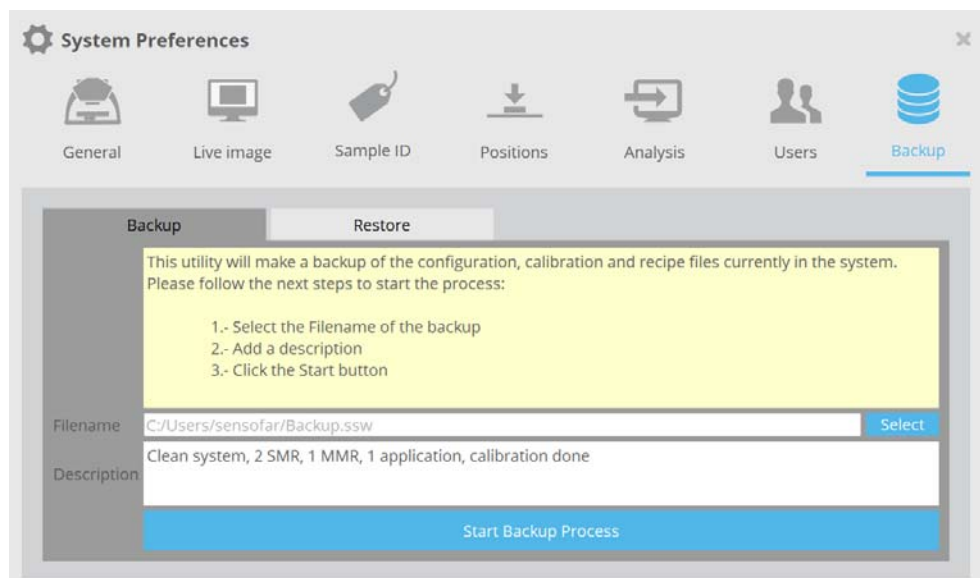 System Preferences
General Live image Sample ID Positions Analysis Users Backup
Backup Restore
This utility will make a backup of the configuration, calibration and recipe files currently in the system.
Please follow the next steps to start the process:
1.- Select the Filename of the backup
2.- Add a description
3.- Click the Start button
Filename C:/Users/sensofar/Backup.ssw Select
Description Clean system, 2 SMR, 1 MMR, 1 application, calibration done
Start Backup Process